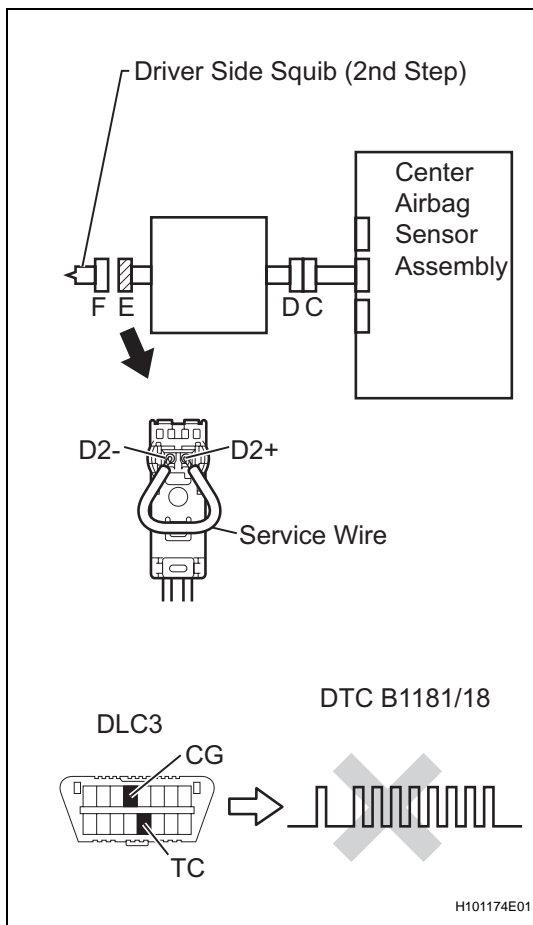 Driver Side Squib (2nd Step)
Center
Airbag
Sensor
Assembly
F E D C
D2- D2+
Service Wire
DTC B1181/18
DLC3
CG
TC
H101174E01